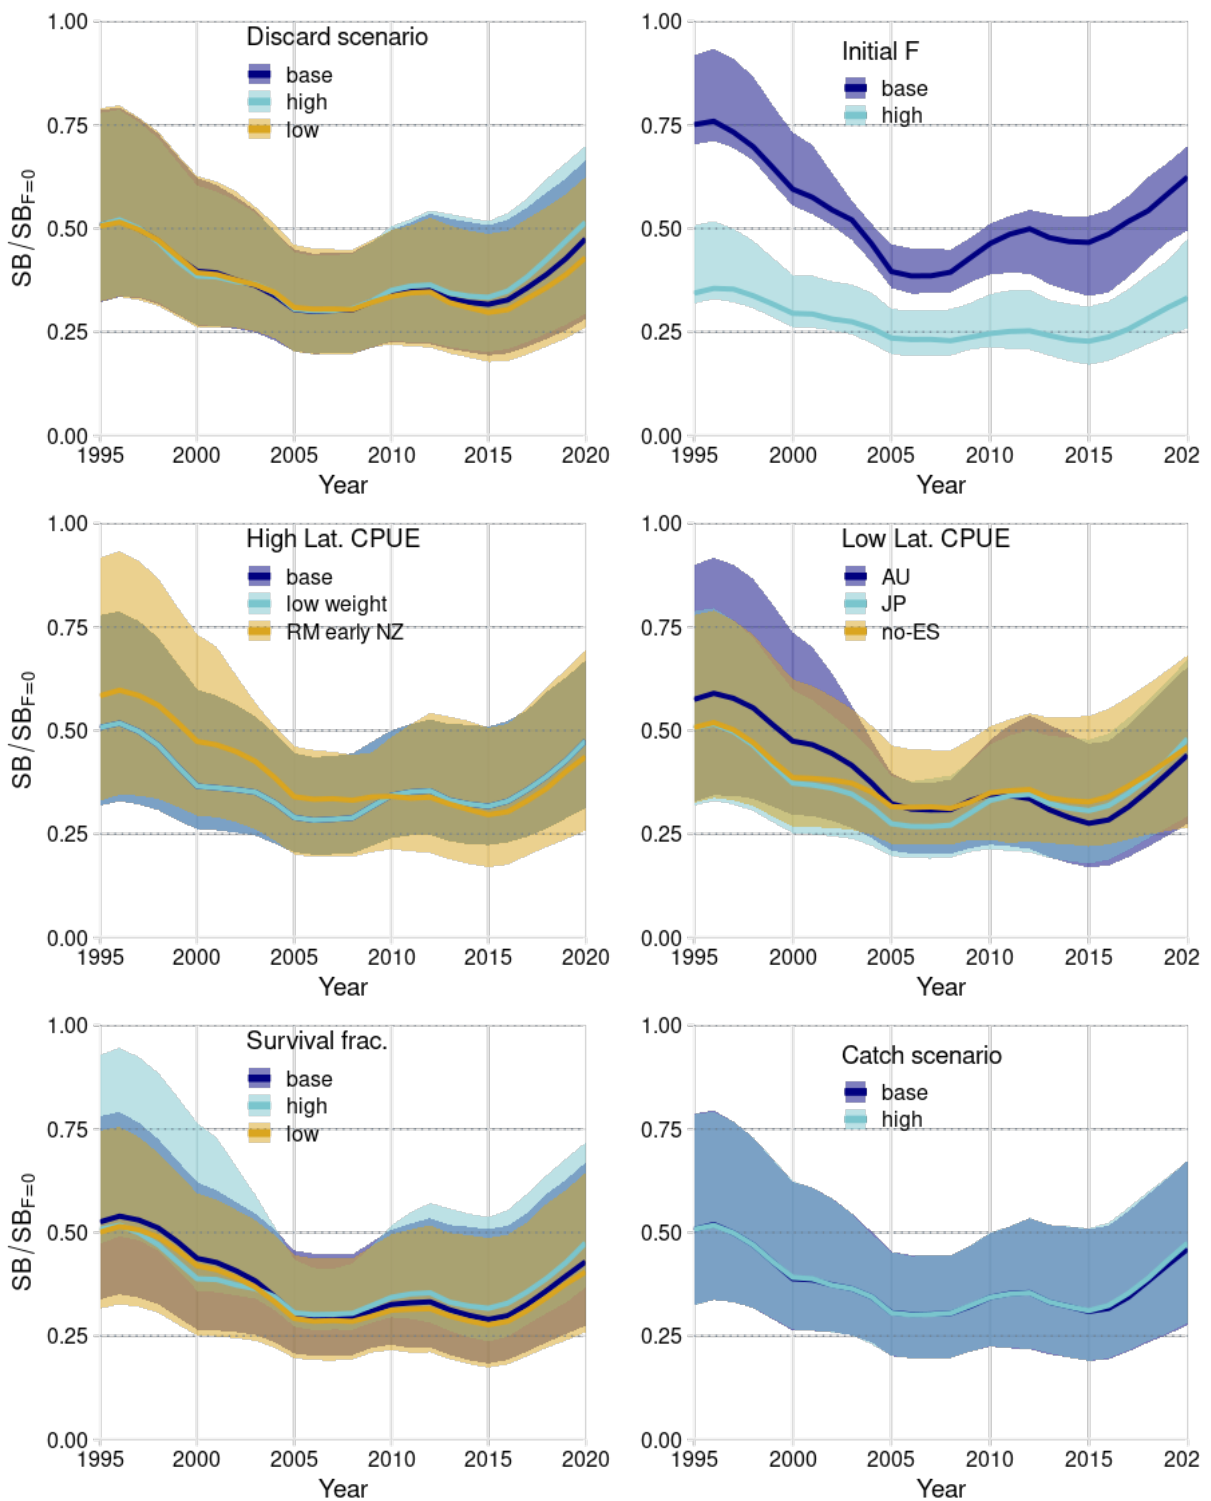 Discard scenario
base
high
low
1.00
0.75
0.50
0.25
0.00
SB / SB F=0
1995 2000 2005 2010 2015 2020
Year
Initial F
base
high
1.00
0.75
0.50
0.25
0.00
1995 2000 2005 2010 2015 202
Year
High Lat. CPUE
base
low weight
RM early NZ
1.00
0.75
0.50
0.25
0.00
SB / SB F=0
1995 2000 2005 2010 2015 2020
Year
Low Lat. CPUE
AU
JP
no-ES
1.00
0.75
0.50
0.25
0.00
1995 2000 2005 2010 2015 202
Year
Survival frac.
base
high
low
1.00
0.75
0.50
0.25
0.00
SB / SB F=0
1995 2000 2005 2010 2015 2020
Year
Catch scenario
base
high
1.00
0.75
0.50
0.25
0.00
1995 2000 2005 2010 2015 202
Year